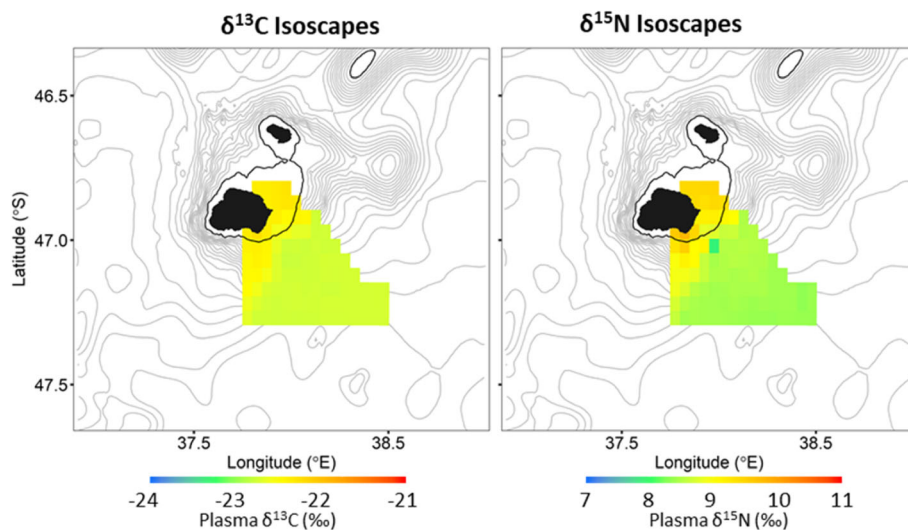 δ¹³C Isoscapes
δ¹⁵N Isoscapes
Latitude (°S)
46.5
47.0
47.5
37.5
38.5
37.5
38.5
Longitude (°E)
Longitude (°E)
-24
-23
-22
-21
Plasma δ¹³C (‰)
7
8
9
10
11
Plasma δ¹⁵N (‰)